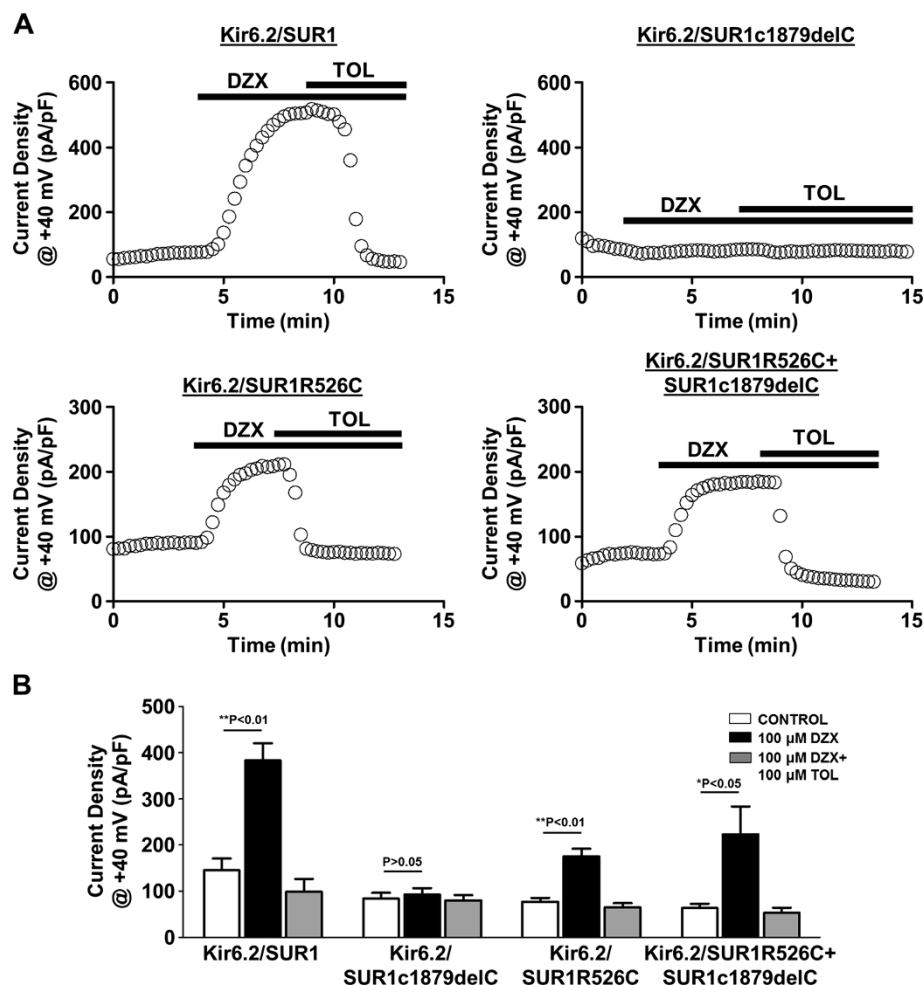 A
Kir6.2/SUR1
DZX
TOL
Current Density
@ +40 mV (pA/pF)
600
400
200
0
0
5
10
15
Time (min)
Kir6.2/SUR1c1879delC
DZX
TOL
Current Density
@ +40 mV (pA/pF)
600
400
200
0
0
5
10
15
Time (min)
Kir6.2/SUR1R526C
DZX
TOL
Current Density
@ +40 mV (pA/pF)
300
200
100
0
0
5
10
15
Time (min)
Kir6.2/SUR1R526C+
SUR1c1879delC
DZX
TOL
Current Density
@ +40 mV (pA/pF)
300
200
100
0
0
5
10
15
Time (min)
B
Current Density
@ +40 mV (pA/pF)
500
400
300
200
100
0
**P<0.01
P>0.05
**P<0.01
*P<0.05
CONTROL
100 µM DZX
100 µM DZX+
100 µM TOL
Kir6.2/SUR1
Kir6.2/
SUR1c1879delC
Kir6.2/
SUR1R526C
Kir6.2/SUR1R526C+
SUR1c1879delC